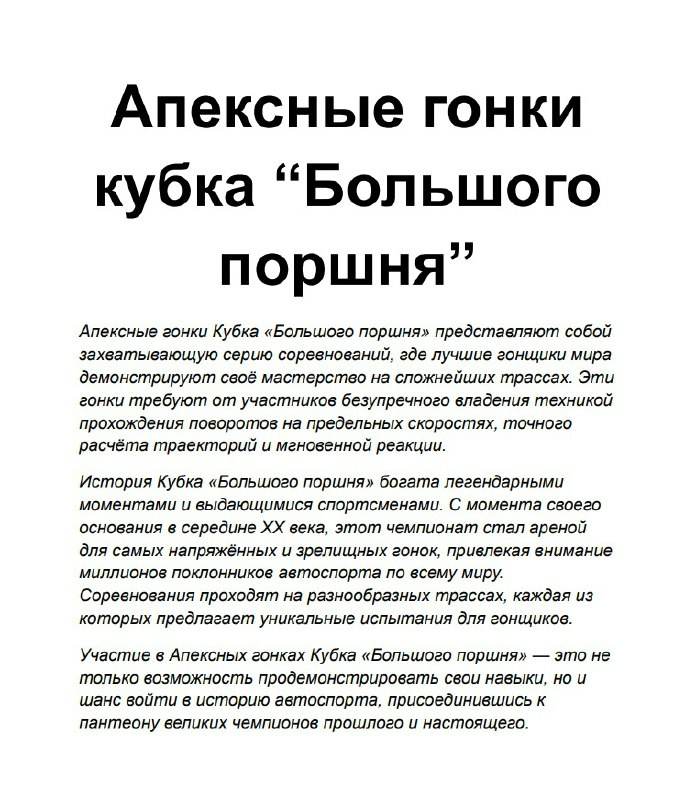 Апексные гонки
кубка “Большого
поршня”
Апексные гонки Кубка «Большого поршня» представляют собой
захватывающую серию соревнований, где лучшие гонщики мира
демонстрируют своё мастерство на сложнейших трассах. Эти
гонки требуют от участников безупречного владения техникой
прохождения поворотов на предельных скоростях, точного
расчёта траекторий и мгновенной реакции.
История Кубка «Большого поршня» богата легендарными
моментами и выдающимися спортсменами. С момента своего
основания в середине XX века, этот чемпионат стал ареной
для самых напряжённых и зрелищных гонок, привлекая внимание
миллионов поклонников автоспорта по всему миру.
Соревнования проходят на разнообразных трассах, каждая из
которых предлагает уникальные испытания для гонщиков.
Участие в Апексных гонках Кубка «Большого поршня» — это не
только возможность продемонстрировать свои навыки, но и
шанс войти в историю автоспорта, присоединившись к
пантеону великих чемпионов прошлого и настоящего.